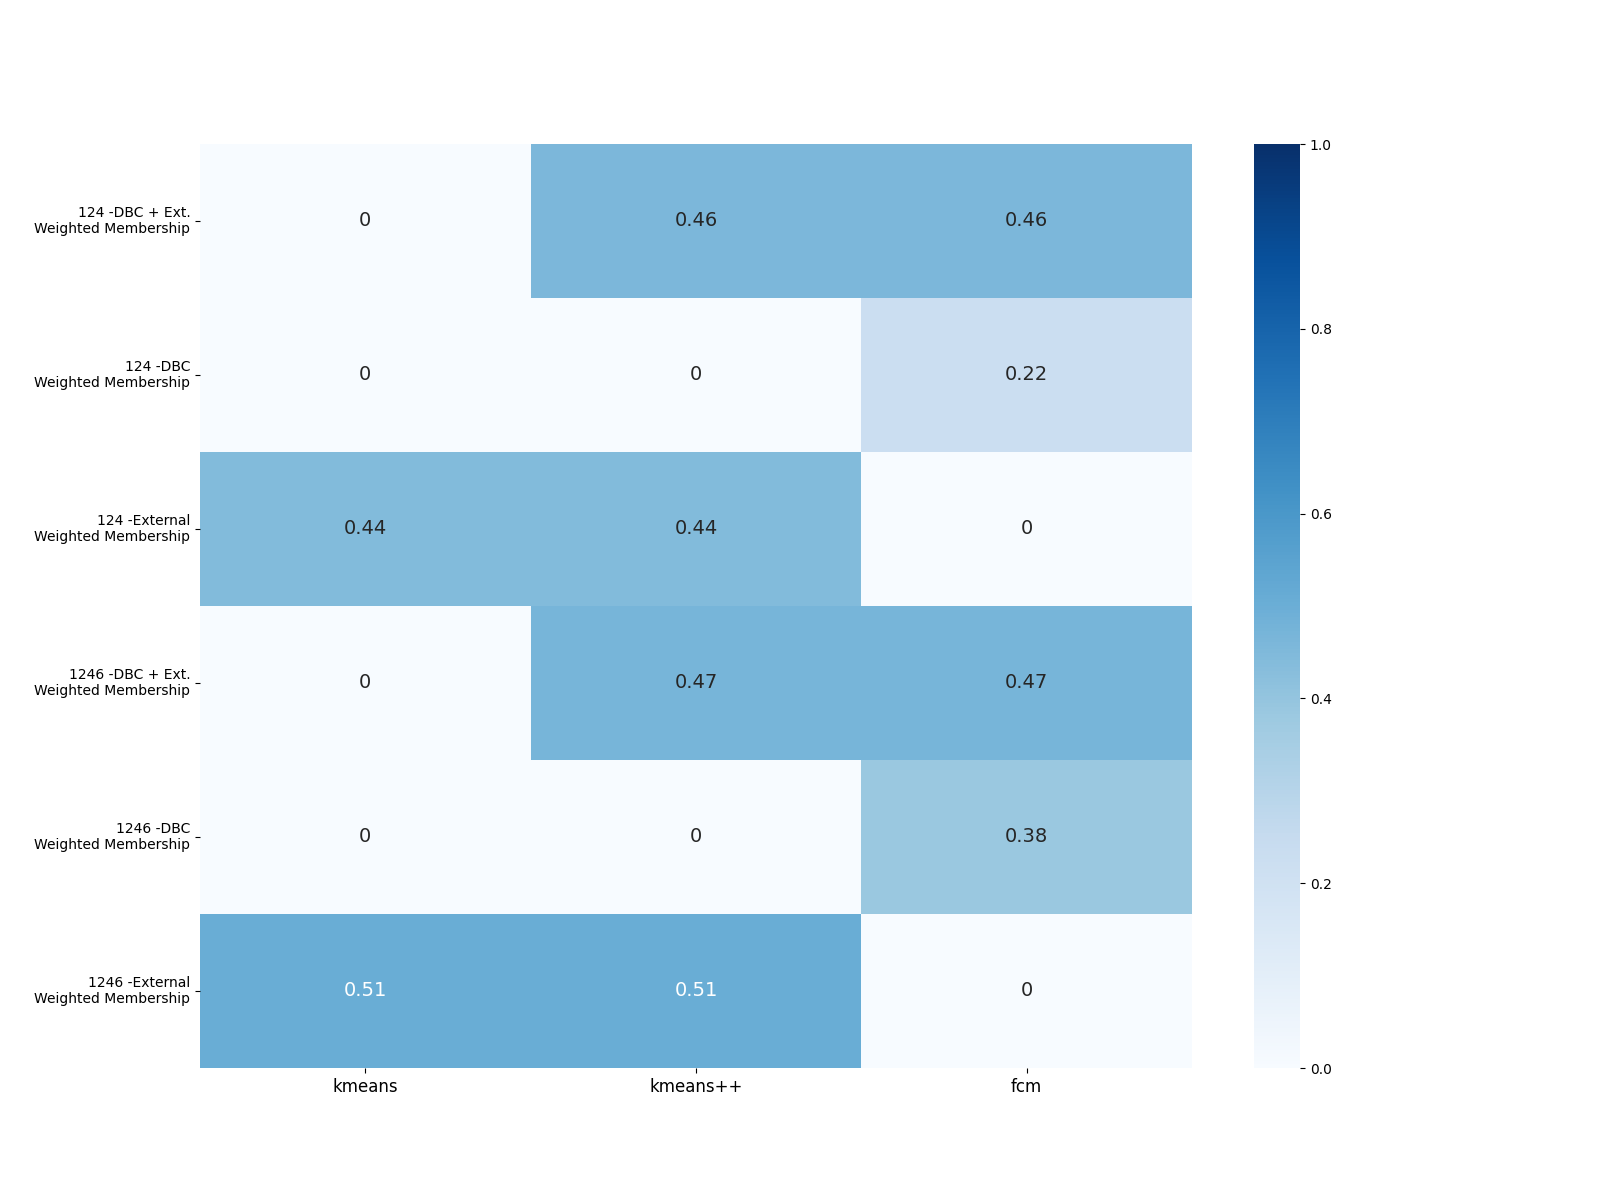 124 -DBC + Ext.
Weighted Membership
0
0.46
0.46
124 -DBC
Weighted Membership
0
0
0.22
124 -External
Weighted Membership
0.44
0.44
0
1246 -DBC + Ext.
Weighted Membership
0
0.47
0.47
1246 -DBC
Weighted Membership
0
0
0.38
1246 -External
Weighted Membership
0.51
0.51
0
kmeans
kmeans++
fcm
1.0
0.8
0.6
0.4
0.2
0.0